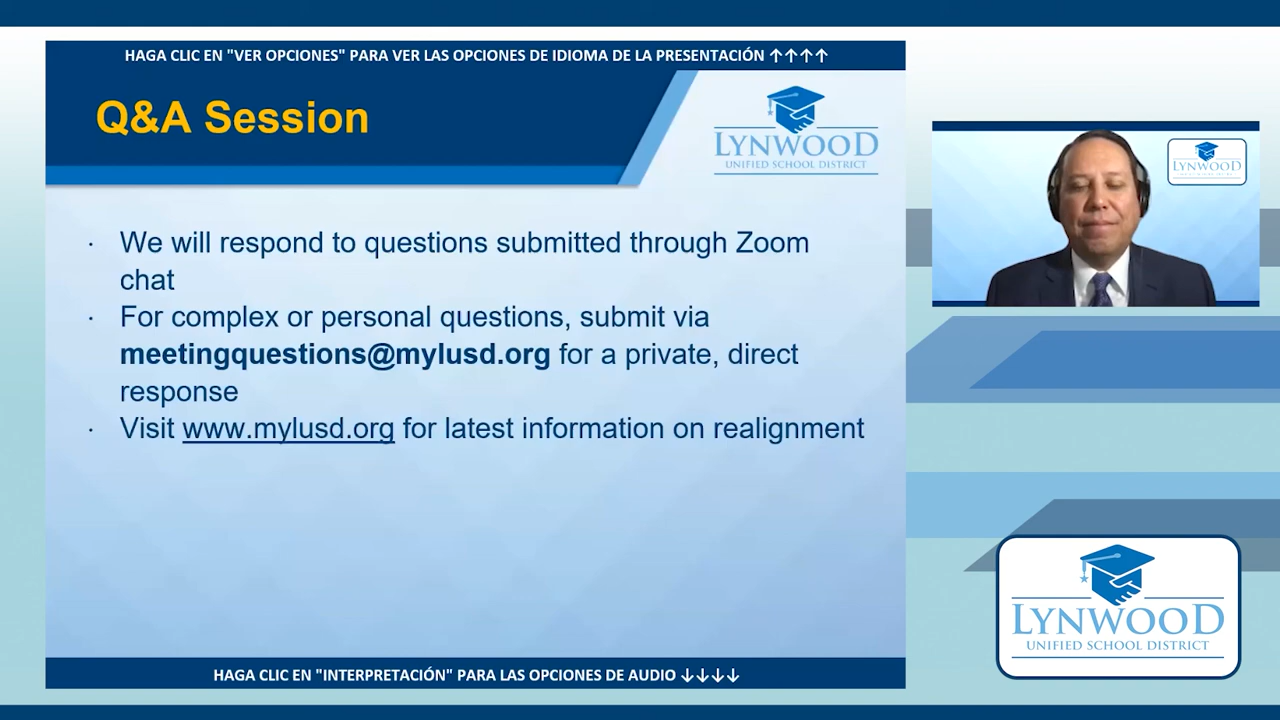 HAGA CLIC EN "VER OPCIONES" PARA VER LAS OPCIONES DE IDIOMA DE LA PRESENTACIÓN ↑↑↑↑
Q&A Session
LYNWOOD
UNIFIED SCHOOL DISTRICT
· We will respond to questions submitted through Zoom
chat
· For complex or personal questions, submit via
meetingquestions@mylusd.org for a private, direct
response
· Visit www.mylusd.org for latest information on realignment
HAGA CLIC EN "INTERPRETACIÓN" PARA LAS OPCIONES DE AUDIO ↓↓↓↓
LYNWOOD
LYNWOOD
UNIFIED SCHOOL DISTRICT